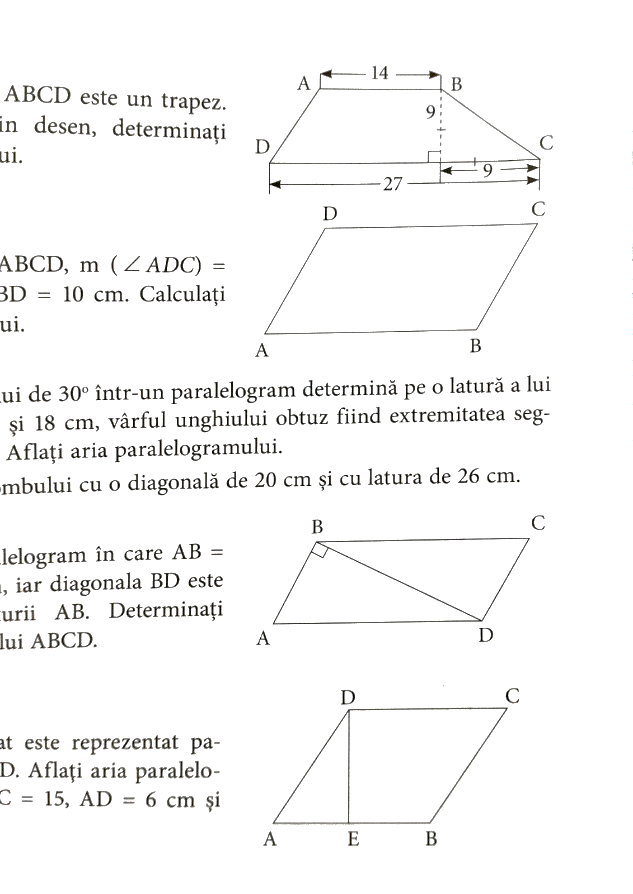 14
A
B
ABCD este un trapez.
in desen, determinați
9
D
C
ui.
9
27
D
C
ABCD, m (∠ADC) =
BD = 10 cm. Calculați
ui.
A
B
ui de 30° într-un paralelogram determină pe o latură a lui
și 18 cm, vârful unghiului obtuz fiind extremitatea seg-
Aflați aria paralelogramului.
ombului cu o diagonală de 20 cm și cu latura de 26 cm.
B
C
lelogram în care AB =
, iar diagonala BD este
urii AB. Determinați
lui ABCD.
A
D
D
C
at este reprezentat pa-
D. Aflați aria paralelo-
C = 15, AD = 6 cm și
A
E
B